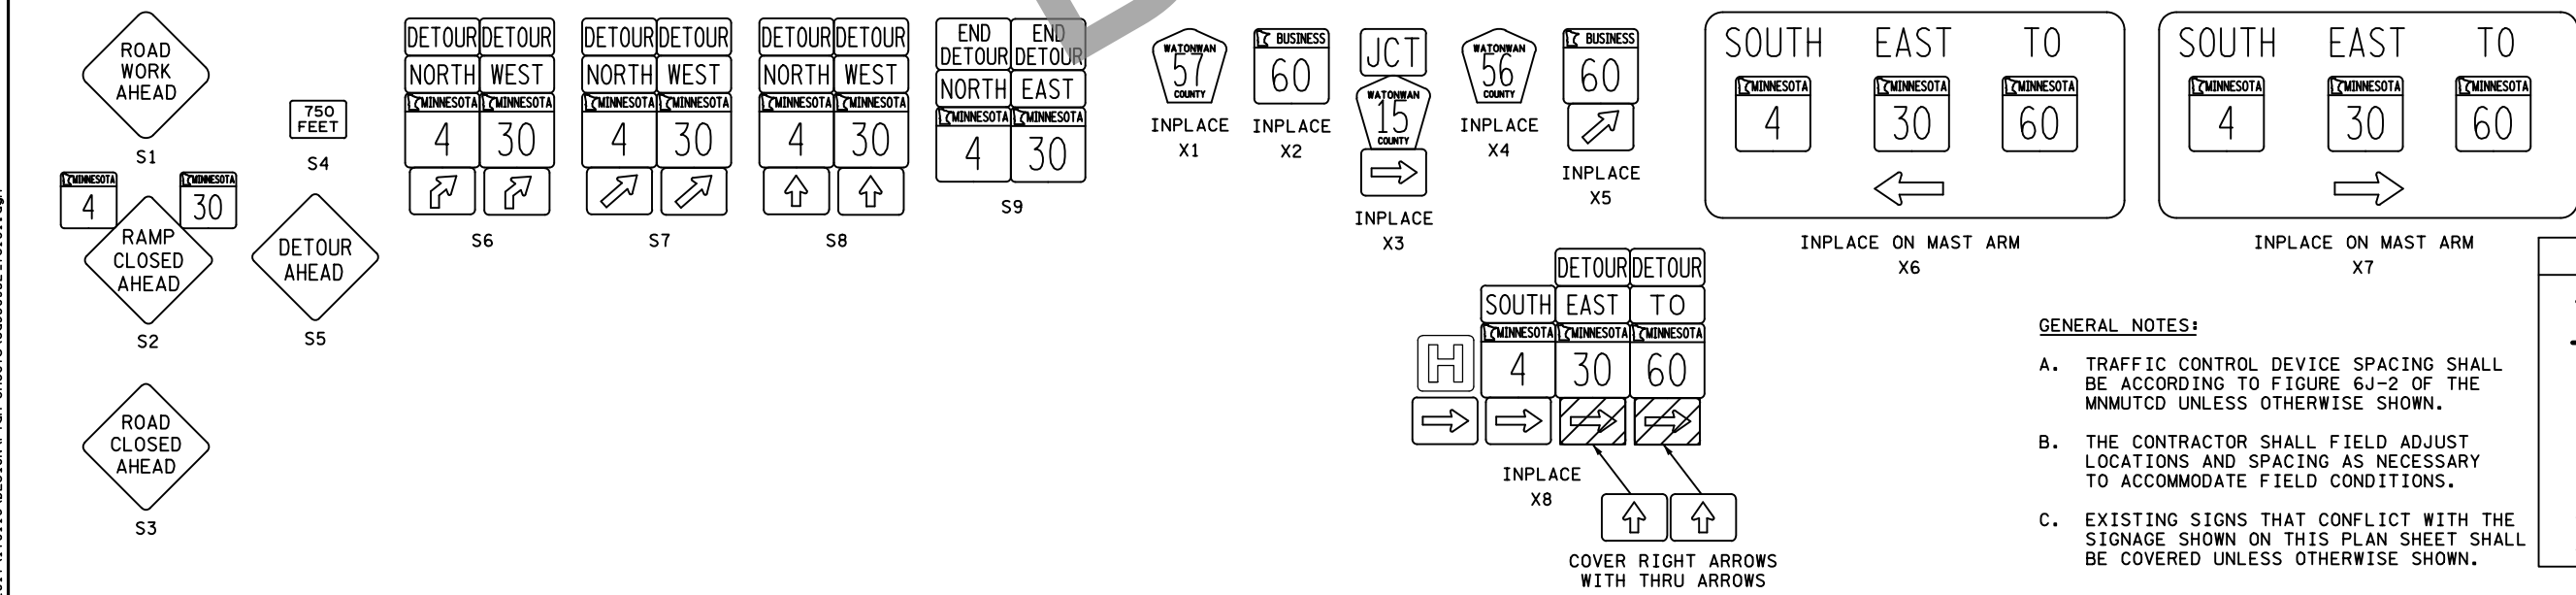 ROAD
WORK
AHEAD
S1
MINNESOTA
4
MINNESOTA
30
RAMP
CLOSED
AHEAD
S2
ROAD
CLOSED
AHEAD
S3
750
FEET
S4
DETOUR
AHEAD
S5
DETOUR DETOUR
NORTH WEST
MINNESOTA MINNESOTA
4 30
S6
DETOUR DETOUR
NORTH WEST
MINNESOTA MINNESOTA
4 30
S7
DETOUR DETOUR
NORTH WEST
MINNESOTA MINNESOTA
4 30
S8
END END
DETOUR DETOUR
NORTH EAST
MINNESOTA MINNESOTA
4 30
S9
WATONWAN
57
COUNTY
INPLACE
X1
BUSINESS
60
INPLACE
X2
JCT
WATONWAN
15
COUNTY
INPLACE
X3
WATONWAN
56
COUNTY
INPLACE
X4
BUSINESS
60
INPLACE
X5
SOUTH EAST TO
MINNESOTA MINNESOTA MINNESOTA
4 30 60
INPLACE ON MAST ARM
X6
SOUTH EAST TO
MINNESOTA MINNESOTA MINNESOTA
4 30 60
INPLACE ON MAST ARM
X7
DETOUR DETOUR
SOUTH EAST TO
MINNESOTA MINNESOTA MINNESOTA
H 4 30 60
INPLACE
X8
COVER RIGHT ARROWS
WITH THRU ARROWS
GENERAL NOTES:
A. TRAFFIC CONTROL DEVICE SPACING SHALL
BE ACCORDING TO FIGURE 6J-2 OF THE
MNMUTCD UNLESS OTHERWISE SHOWN.
B. THE CONTRACTOR SHALL FIELD ADJUST
LOCATIONS AND SPACING AS NECESSARY
TO ACCOMMODATE FIELD CONDITIONS.
C. EXISTING SIGNS THAT CONFLICT WITH THE
SIGNAGE SHOWN ON THIS PLAN SHEET SHALL
BE COVERED UNLESS OTHERWISE SHOWN.